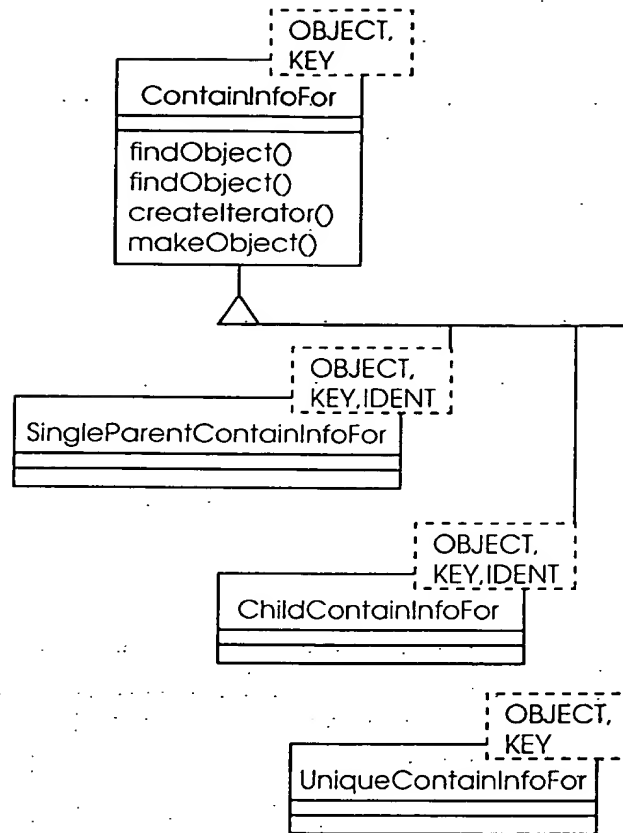 OBJECT,
KEY
ContainInfoFor
findObject()
findObject()
createIterator()
makeObject()
OBJECT,
KEY,IDENT
SingleParentContainInfoFor
OBJECT,
KEY,IDENT
ChildContainInfoFor
OBJECT,
KEY
UniqueContainInfoFor